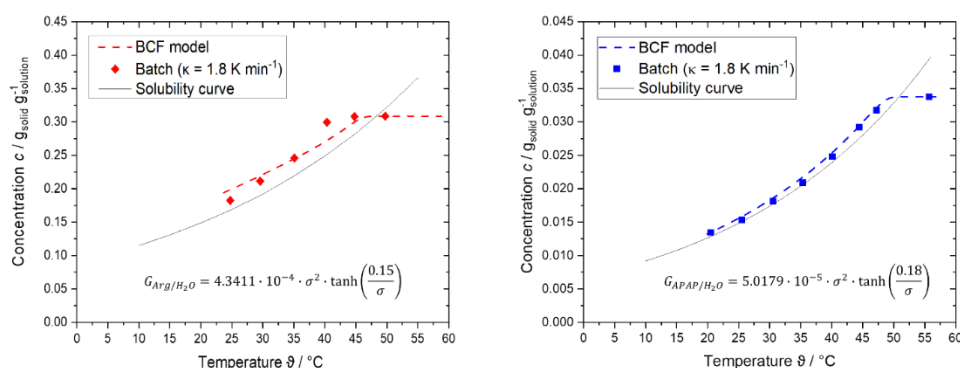 0.45
0.40
0.35
0.30
0.25
0.20
0.15
0.10
0.05
0.00
Concentration c / g_solid g⁻¹_solution
BCF model
Batch (κ = 1.8 K min⁻¹)
Solubility curve
G_Arg/H₂O = 4.3411 · 10⁻⁴ · σ² · tanh(0.15/σ)
0 5 10 15 20 25 30 35 40 45 50 55 60
Temperature ϑ / °C
0.045
0.040
0.035
0.030
0.025
0.020
0.015
0.010
0.005
0.000
Concentration c / g_solid g⁻¹_solution
BCF model
Batch (κ = 1.8 K min⁻¹)
Solubility curve
G_APAP/H₂O = 5.0179 · 10⁻⁵ · σ² · tanh(0.18/σ)
0 5 10 15 20 25 30 35 40 45 50 55 60
Temperature ϑ / °C